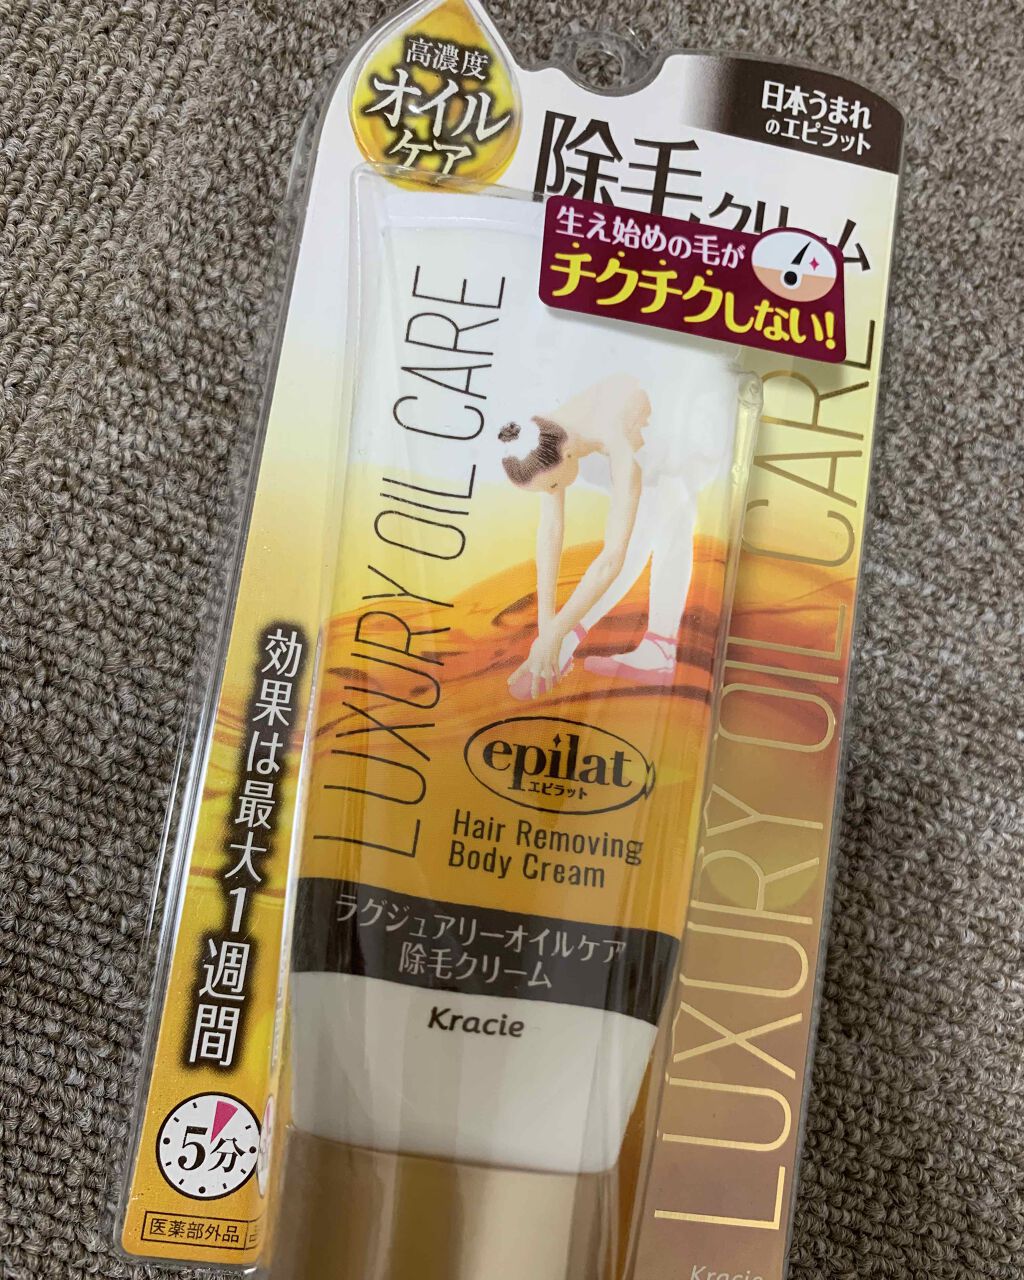 高濃度
オイル
ケア
日本うまれ
のエピラット
除毛クリーム
生え始めの毛が
チクチクしない!
LUXURY OIL CARE
LUXURY OIL CARE
epilat
エピラット
Hair Removing
Body Cream
ラグジュアリーオイルケア
除毛クリーム
Kracie
効果は最大1週間
5分
医薬部外品
Kracie